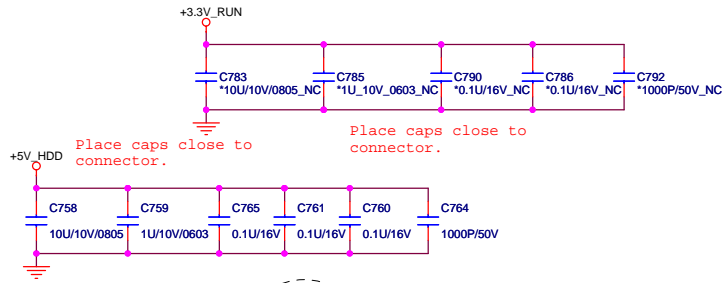 +3.3V_RUN
C783
*10U/10V/0805_NC
C785
*1U_10V_0603_NC
C790
*0.1U/16V_NC
C786
*0.1U/16V_NC
C792
*1000P/50V_NC
Place caps close to
connector.
Place caps close to
connector.
+5V_HDD
C758
10U/10V/0805
C759
1U/10V/0603
C765
0.1U/16V
C761
0.1U/16V
C760
0.1U/16V
C764
1000P/50V